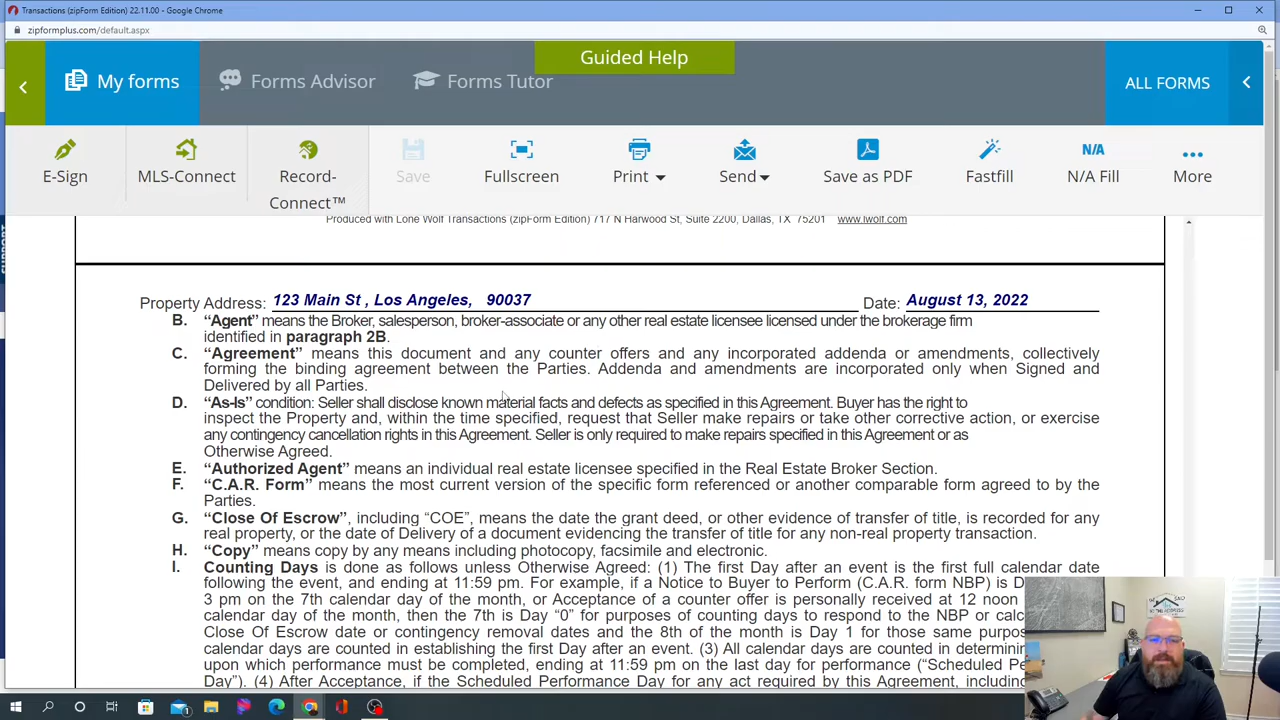 Transactions (zipForm Edition) 22.11.00 - Google Chrome
zipformplus.com/default.aspx
Guided Help
My forms
Forms Advisor
Forms Tutor
ALL FORMS
E-Sign
MLS-Connect
Record-
Connect™
Save
Fullscreen
Print
Send
Save as PDF
N/A
Fastfill
N/A Fill
More
SUPPORT
Produced with Lone Wolf Transactions (zipForm Edition) 717 N Harwood St, Suite 2200, Dallas, TX 75201 www.lwolf.com
Property Address: 123 Main St , Los Angeles, 90037 Date: August 13, 2022
B. “Agent” means the Broker, salesperson, broker-associate or any other real estate licensee licensed under the brokerage firm
identified in paragraph 2B.
C. “Agreement” means this document and any counter offers and any incorporated addenda or amendments, collectively
forming the binding agreement between the Parties. Addenda and amendments are incorporated only when Signed and
Delivered by all Parties.
D. “As-Is” condition: Seller shall disclose known material facts and defects as specified in this Agreement. Buyer has the right to
inspect the Property and, within the time specified, request that Seller make repairs or take other corrective action, or exercise
any contingency cancellation rights in this Agreement. Seller is only required to make repairs specified in this Agreement or as
Otherwise Agreed.
E. “Authorized Agent” means an individual real estate licensee specified in the Real Estate Broker Section.
F. “C.A.R. Form” means the most current version of the specific form referenced or another comparable form agreed to by the
Parties.
G. “Close Of Escrow”, including “COE”, means the date the grant deed, or other evidence of transfer of title, is recorded for any
real property, or the date of Delivery of a document evidencing the transfer of title for any non-real property transaction.
H. “Copy” means copy by any means including photocopy, facsimile and electronic.
I. Counting Days is done as follows unless Otherwise Agreed: (1) The first Day after an event is the first full calendar date
following the event, and ending at 11:59 pm. For example, if a Notice to Buyer to Perform (C.A.R. form NBP) is D
3 pm on the 7th calendar day of the month, or Acceptance of a counter offer is personally received at 12 noon
calendar day of the month, then the 7th is Day “0” for purposes of counting days to respond to the NBP or calc
Close Of Escrow date or contingency removal dates and the 8th of the month is Day 1 for those same purpos
calendar days are counted in establishing the first Day after an event. (3) All calendar days are counted in determinin
upon which performance must be completed, ending at 11:59 pm on the last day for performance (“Scheduled Pe
Day”). (4) After Acceptance, if the Scheduled Performance Day for any act required by this Agreement, includin